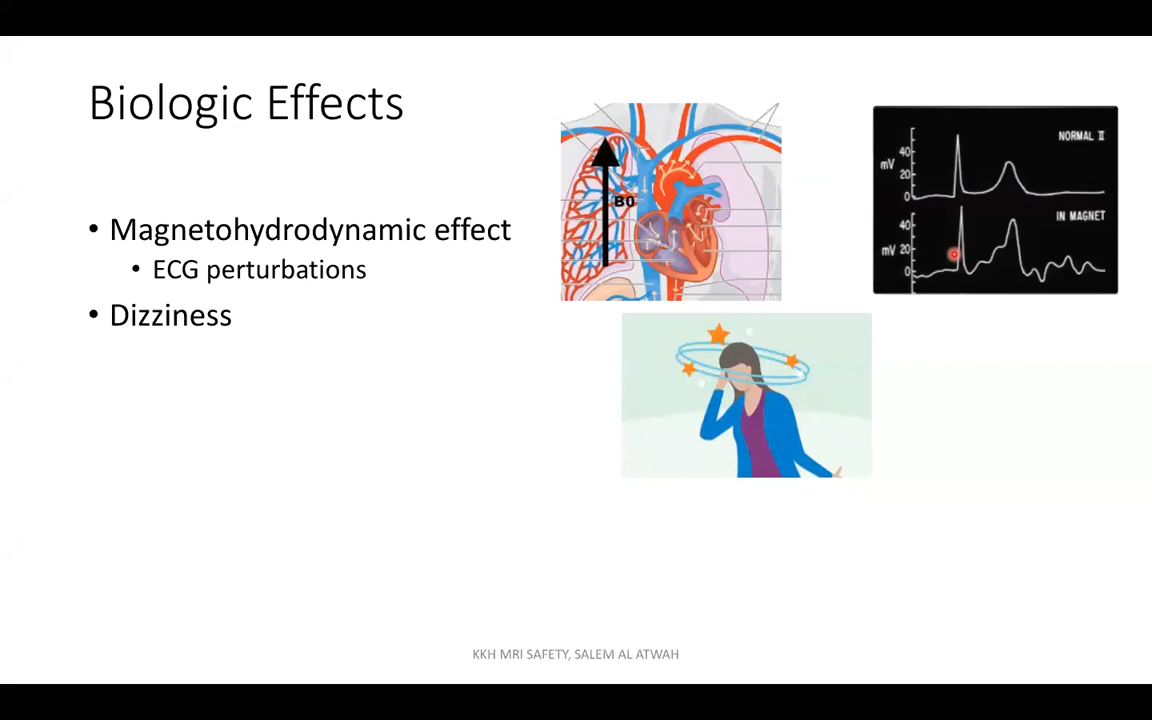 Biologic Effects
• Magnetohydrodynamic effect
• ECG perturbations
• Dizziness
B0
NORMAL II
mV
40
20
0
IN MAGNET
mV
40
20
0
KKH MRI SAFETY, SALEM AL ATWAH